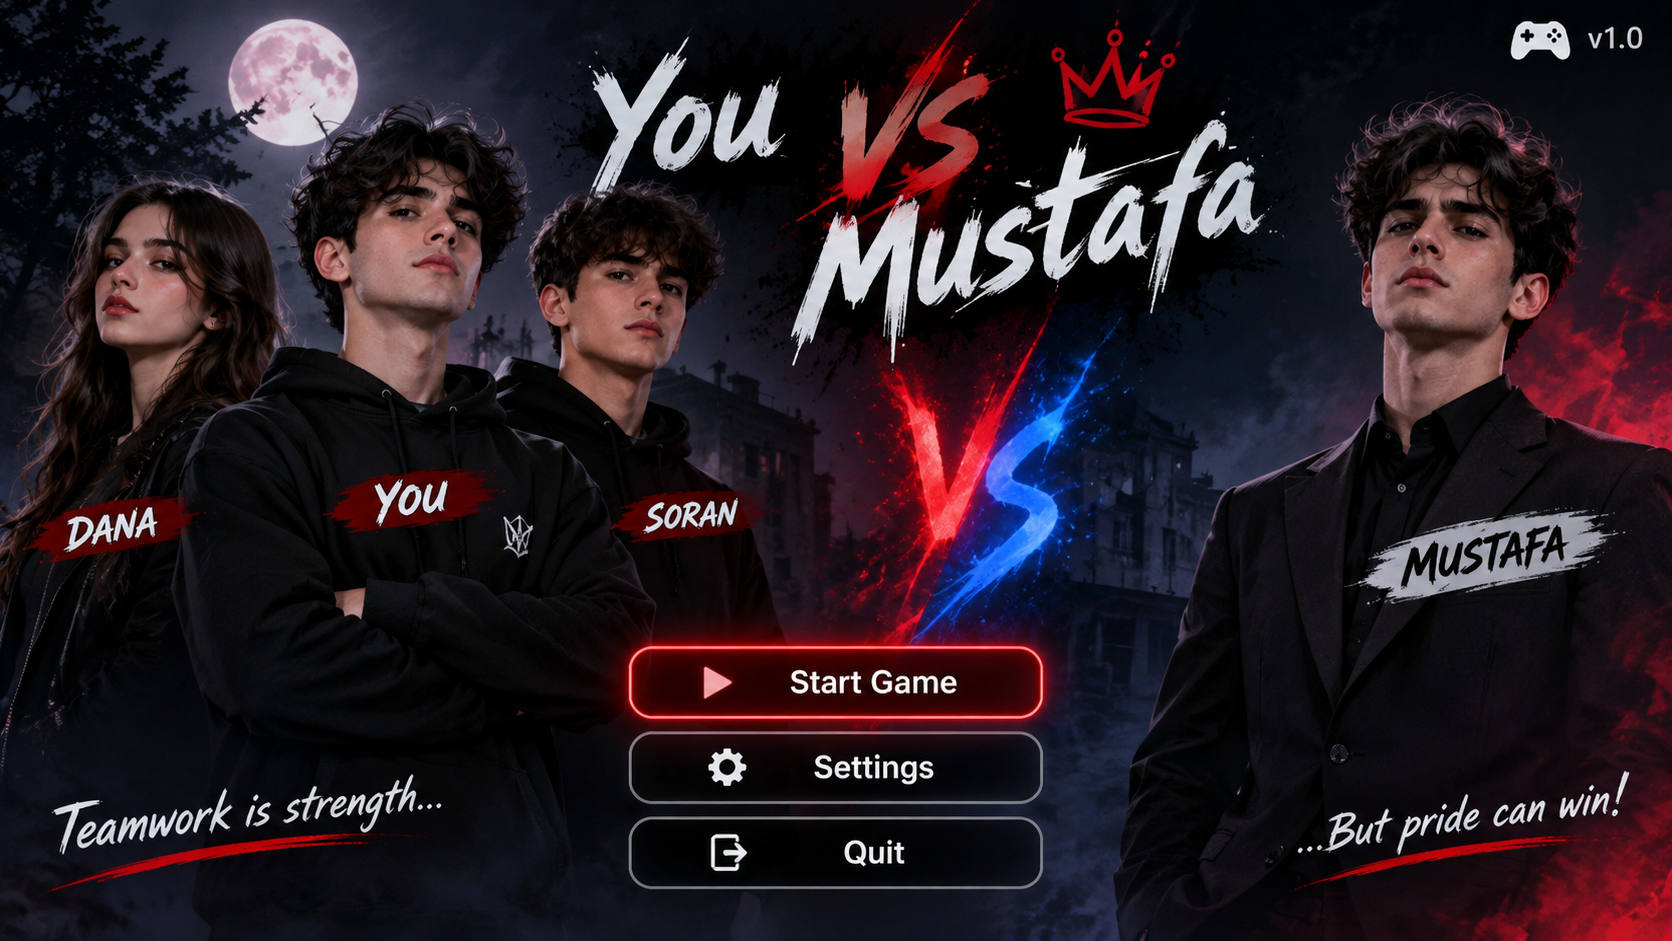 v1.0
You VS
Mustafa
VS
DANA
YOU
SORAN
MUSTAFA
Start Game
Settings
Quit
Teamwork is strength...
...But pride can win!